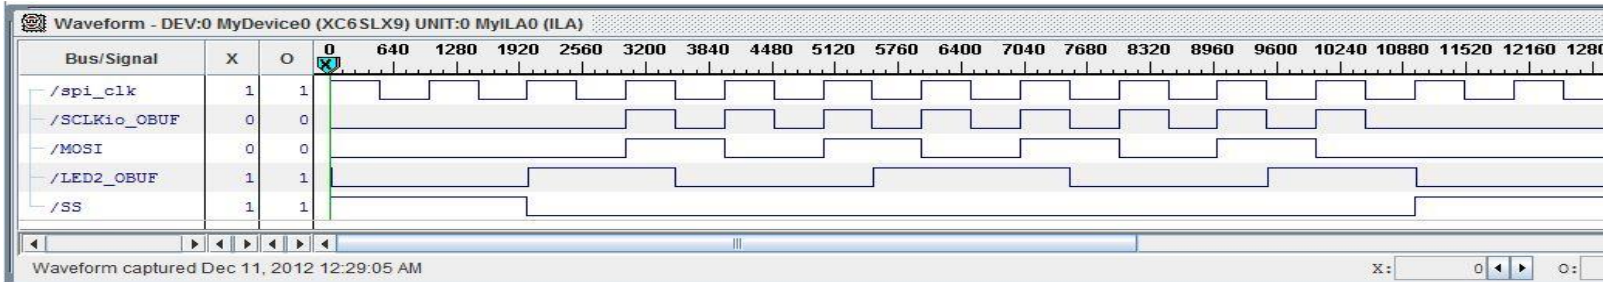 Waveform - DEV:0 MyDevice0 (XC6SLX9) UNIT:0 MyILA0 (ILA)
Bus/Signal X O 0 640 1280 1920 2560 3200 3840 4480 5120 5760 6400 7040 7680 8320 8960 9600 10240 10880 11520 12160 1280
X
/spi_clk 1 1
/SCLKio_OBUF 0 0
/MOSI 0 0
/LED2_OBUF 1 1
/SS 1 1
Waveform captured Dec 11, 2012 12:29:05 AM X: 0 O: